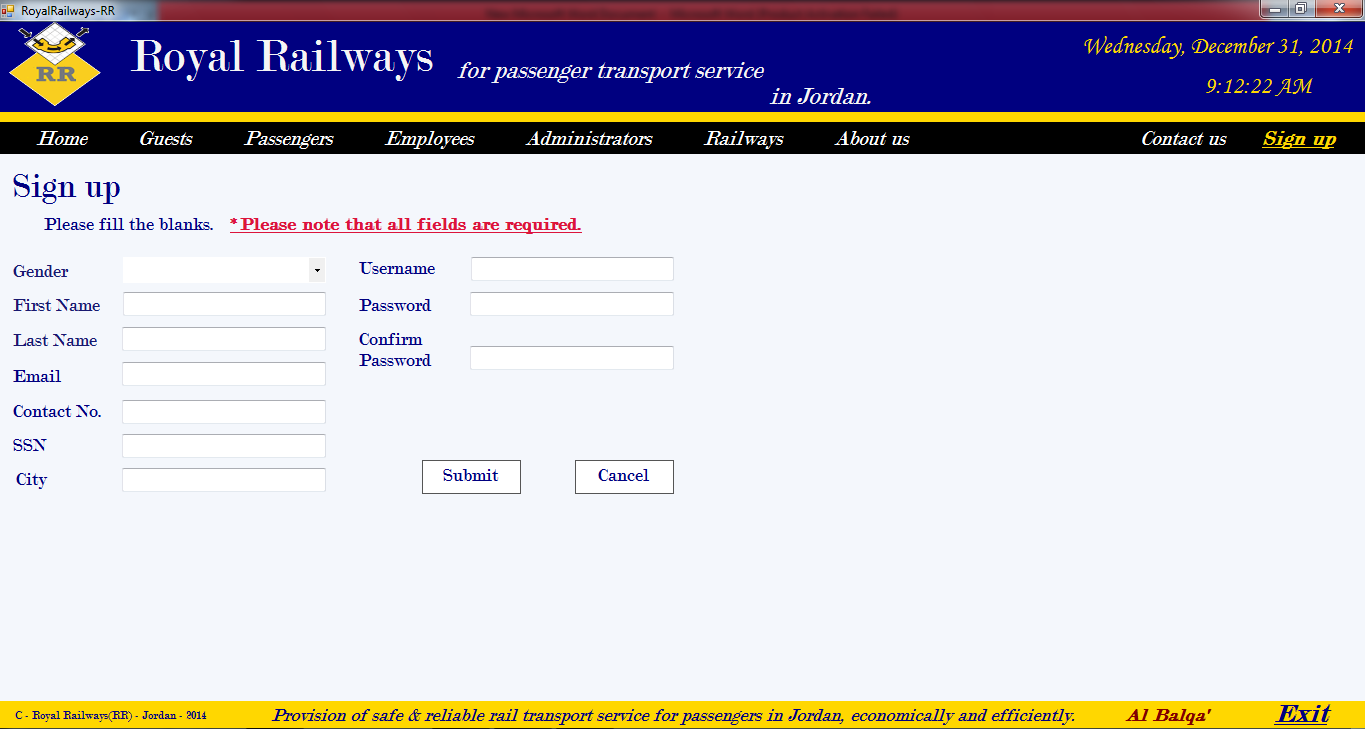 RoyalRailways-RR
RR
Royal Railways
for passenger transport service
in Jordan.
Wednesday, December 31, 2014
9:12:22 AM
Home Guests Passengers Employees Administrators Railways About us Contact us Sign up
Sign up
Please fill the blanks. *Please note that all fields are required.
Gender
First Name
Last Name
Email
Contact No.
SSN
City
Username
Password
Confirm
Password
Submit Cancel
C - Royal Railways(RR) - Jordan - 2014 Provision of safe & reliable rail transport service for passengers in Jordan, economically and efficiently. Al Balqa' Exit